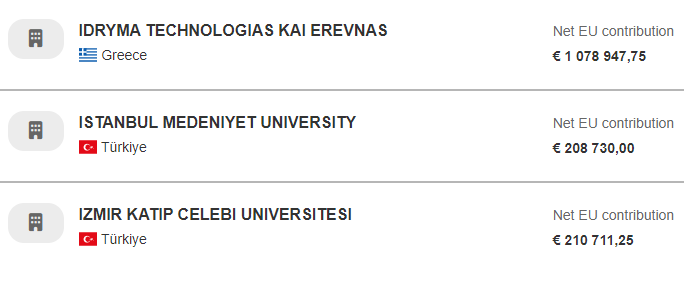 IDRYMA TECHNOLOGIAS KAI EREVNAS
Net EU contribution
Greece
€ 1 078 947,75
ISTANBUL MEDENIYET UNIVERSITY
Net EU contribution
Türkiye
€ 208 730,00
IZMIR KATIP CELEBI UNIVERSITESI
Net EU contribution
Türkiye
€ 210 711,25